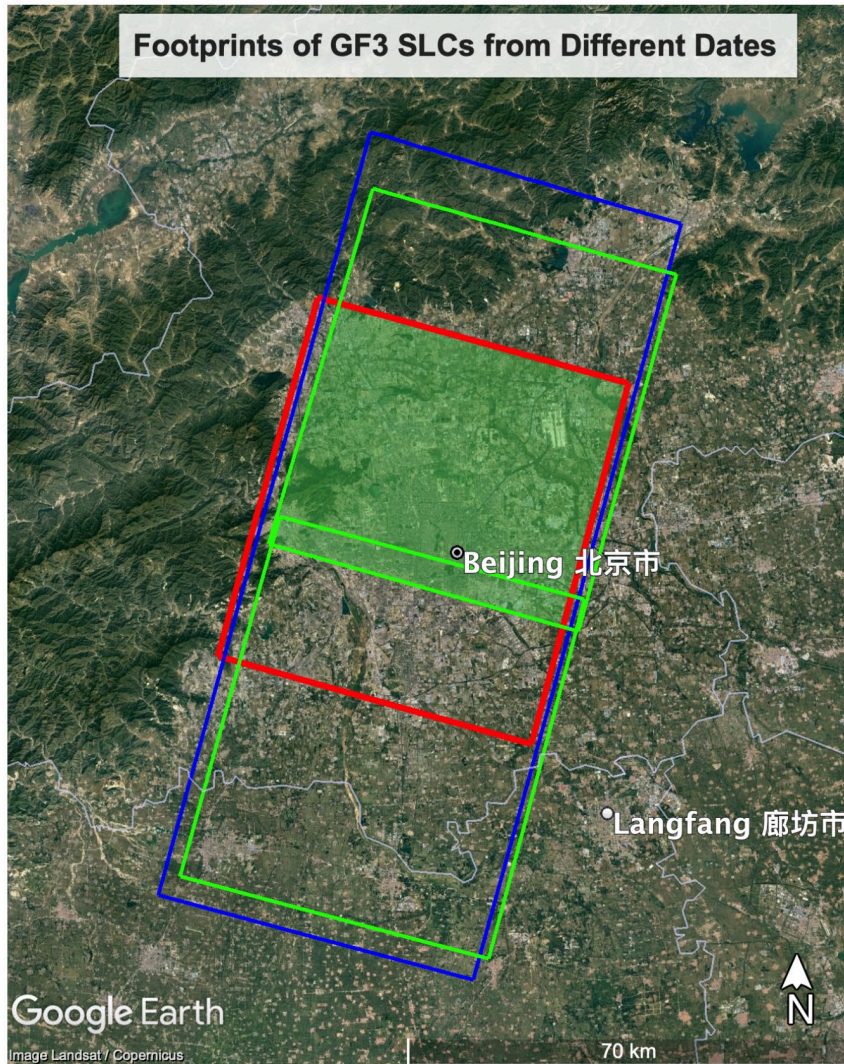 Footprints of GF3 SLCs from Different Dates
Beijing 北京市
Langfang 廊坊市
N
Google Earth
70 km
Image Landsat / Copernicus